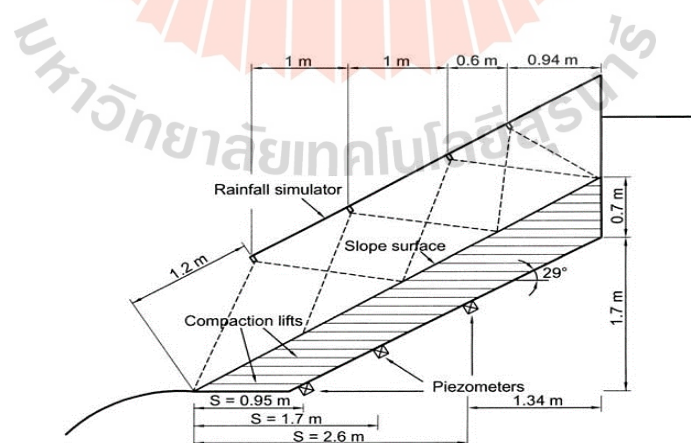 มหาวิทยาลัยเทคโนโลยีสุรนารี
1 m
1 m
0.6 m
0.94 m
Rainfall simulator
0.7 m
Slope surface
1.2 m
29°
1.7 m
Compaction lifts
Piezometers
S = 0.95 m
1.34 m
S = 1.7 m
S = 2.6 m